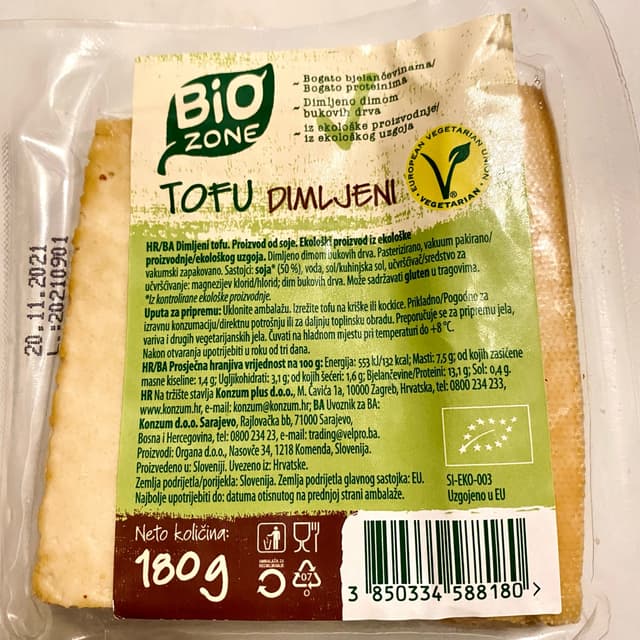 BiO
ZONE
- Bogato bjelančevinama/
Bogato proteinima
- Dimljeno dimom
bukovih drva
- iz ekološke proizvodnje/
iz ekološkog uzgoja
EUROPEAN VEGETARIAN UNION
• VEGETARIAN •
TOFU DIMLJENI
HR/BA Dimljeni tofu. Proizvod od soje. Ekološki proizvod iz ekološke
proizvodnje/ekološkog uzgoja. Dimljeno dimom bukovih drva. Pasterizirano, vakuum pakirano/
vakumski zapakovano. Sastojci: soja* (50 %), voda, sol/kuhinjska sol, učvršćivač/sredstvo za
učvršćivanje: magnezijev klorid/hlorid; dim bukovih drva. Može sadržavati gluten u tragovima.
*Iz kontrolirane ekološke proizvodnje.
Uputa za pripremu: Uklonite ambalažu. Izrežite tofu na kriške ili kockice. Prikladno/Pogodno za
izravnu konzumaciju/direktnu potrošnju ili za daljnju toplinsku obradu. Preporučuje se za pripremu jela,
variva i drugih vegetarijanskih jela. Čuvati na hladnom mjestu pri temperaturi do +8 °C.
Nakon otvaranja upotrijebiti u roku od tri dana.
HR/BA Prosječna hranjiva vrijednost na 100 g: Energija: 553 kJ/132 kcal; Masti: 7,5 g; od kojih zasićene
masne kiseline: 1,4 g; Ugljikohidrati: 3,1 g; od kojih šećeri: 1,6 g; Bjelančevine/Proteini: 13,1 g; Sol: 0,4 g.
HR Na tržište stavlja Konzum plus d.o.o., M. Čavića 1a, 10000 Zagreb, Hrvatska, tel: 0800 234 233,
www.konzum.hr, e-mail: konzum@konzum.hr; BA Uvoznik za BA:
Konzum d.o.o. Sarajevo, Rajlovačka bb, 71000 Sarajevo,
Bosna i Hercegovina, tel: 0800 234 23, e-mail: trading@velpro.ba.
Proizvodi: Organa d.o.o., Nasovče 34, 1218 Komenda, Slovenija.
Proizvedeno u: Sloveniji. Uvezeno iz: Hrvatske.
Zemlja podrijetla/porijekla: Slovenija. Zemlja podrijetla glavnog sastojka: EU.
Najbolje upotrijebiti do: datuma otisnutog na prednjoj strani ambalaže.
SI-EKO-003
Uzgojeno u EU
20.11.2021
L.:20210901
Neto količina:
180g
07
O
3 850334 588180 >